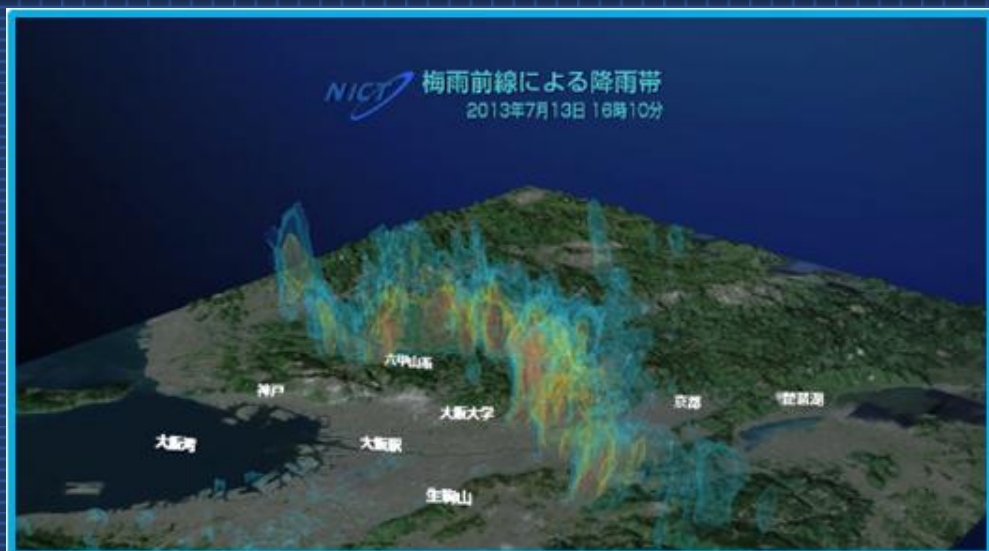 NICT 梅雨前線による降雨帯
2013年7月13日 16時10分
六甲山系
神戸
大阪大学
京都
琵琶湖
大阪湾
大阪駅
生駒山